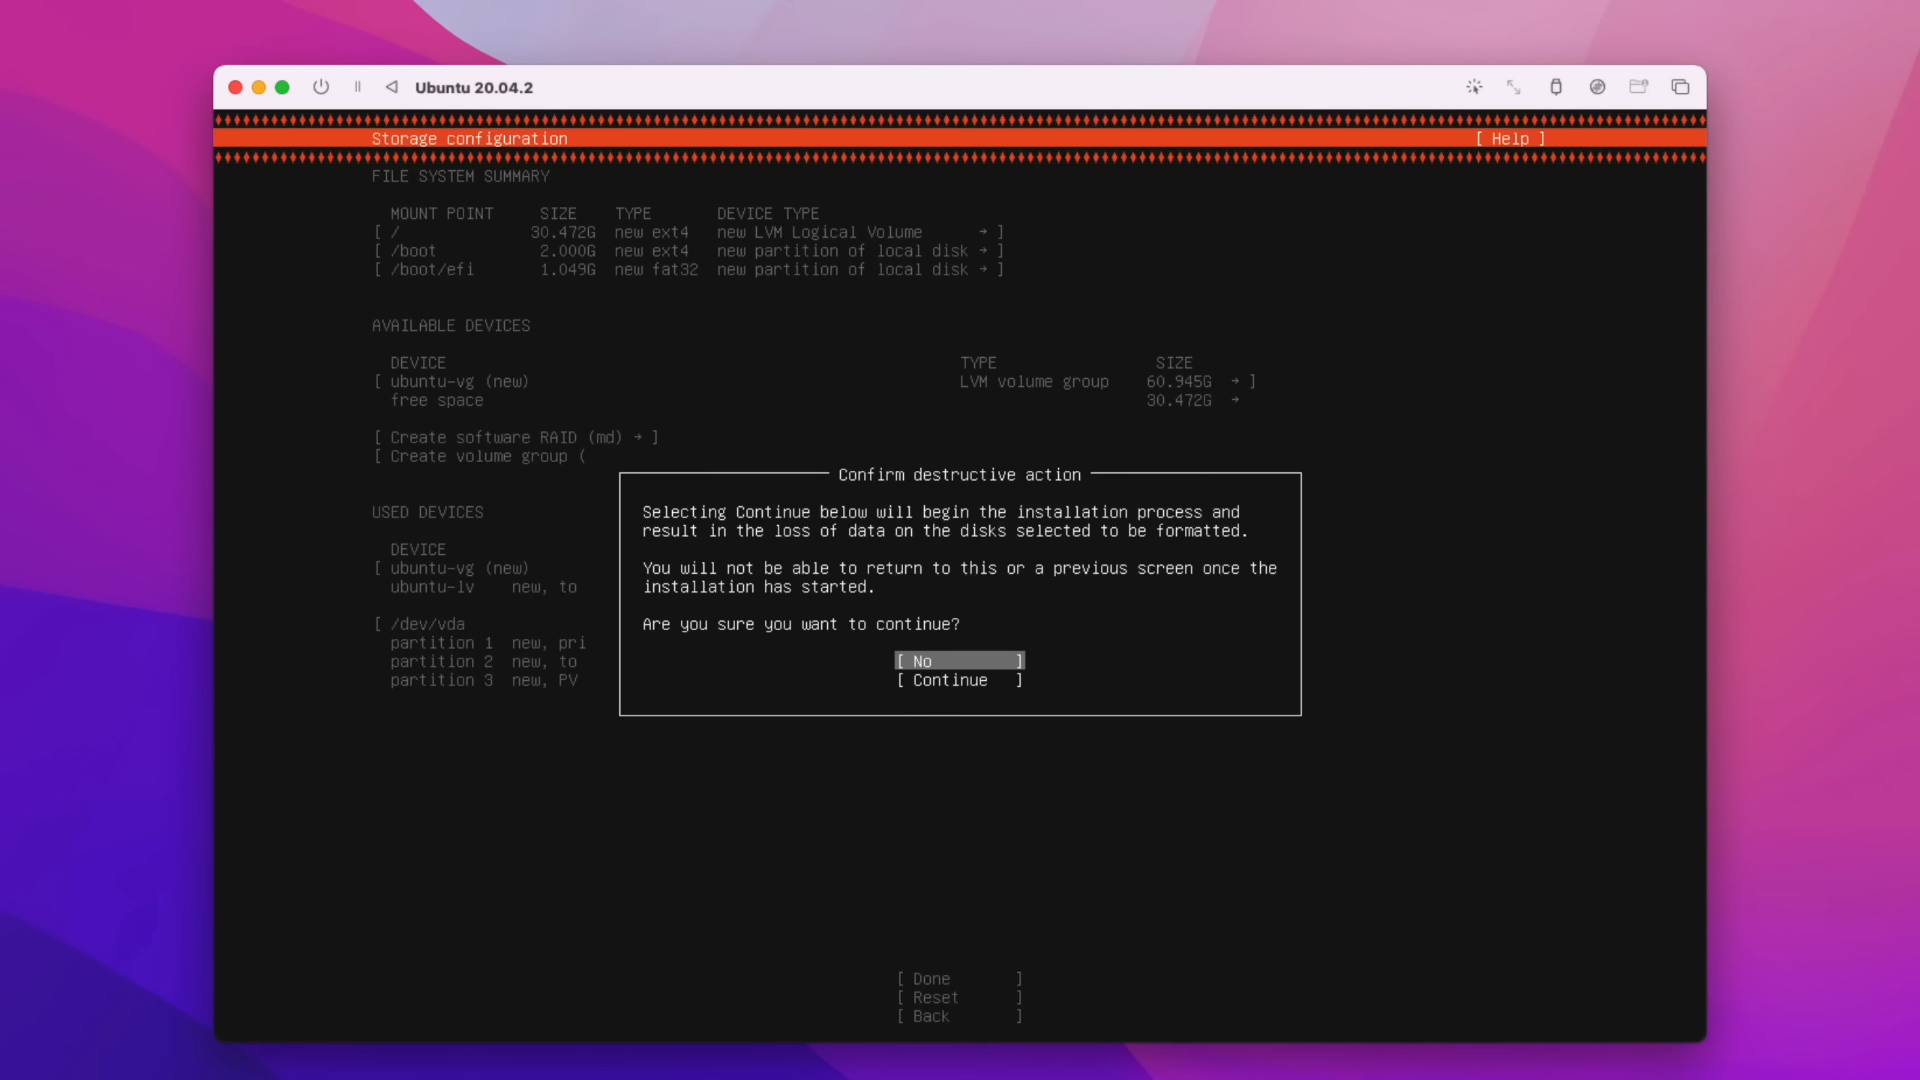 Ubuntu 20.04.2
Storage configuration [ Help ]
FILE SYSTEM SUMMARY
MOUNT POINT SIZE TYPE DEVICE TYPE
[ / 30.472G new ext4 new LVM Logical Volume → ]
[ /boot 2.000G new ext4 new partition of local disk → ]
[ /boot/efi 1.049G new fat32 new partition of local disk → ]
AVAILABLE DEVICES
DEVICE TYPE SIZE
[ ubuntu-vg (new) LVM volume group 60.945G → ]
free space 30.472G →
[ Create software RAID (md) → ]
[ Create volume group (
USED DEVICES
DEVICE
[ ubuntu-vg (new)
ubuntu-lv new, to
[ /dev/vda
partition 1 new, pri
partition 2 new, to
partition 3 new, PV
Confirm destructive action
Selecting Continue below will begin the installation process and
result in the loss of data on the disks selected to be formatted.
You will not be able to return to this or a previous screen once the
installation has started.
Are you sure you want to continue?
[ No ]
[ Continue ]
[ Done ]
[ Reset ]
[ Back ]